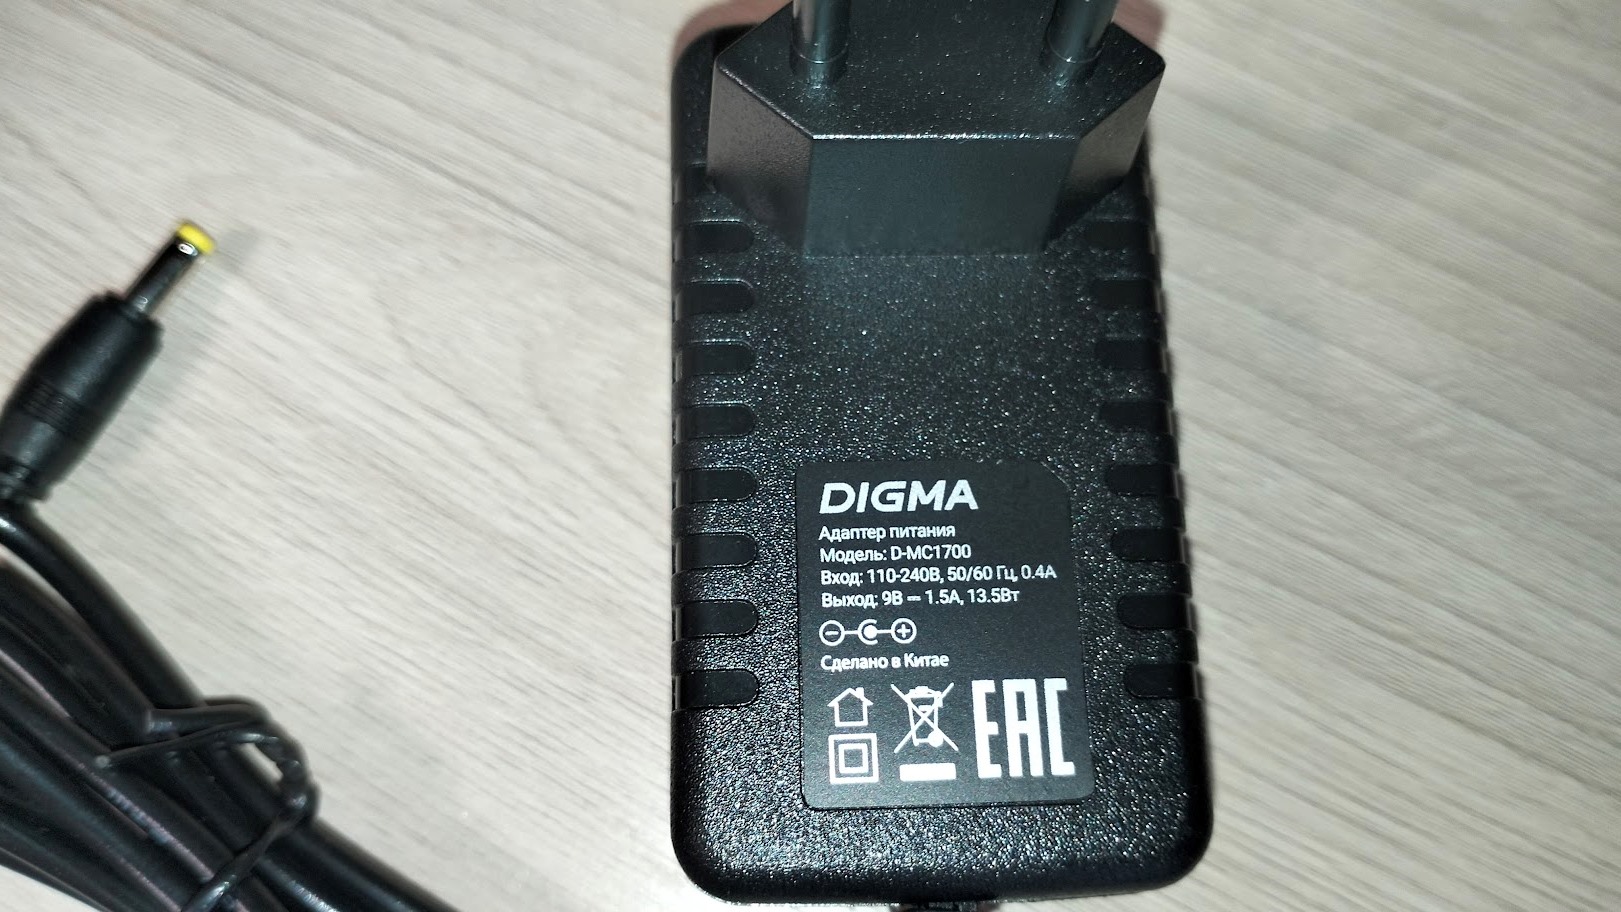 DIGMA
Адаптер питания
Модель: D-MC1700
Вход: 110-240В, 50/60 Гц, 0.4А
Выход: 9В ⎓ 1.5А, 13.5Вт
Сделано в Китае
EAC